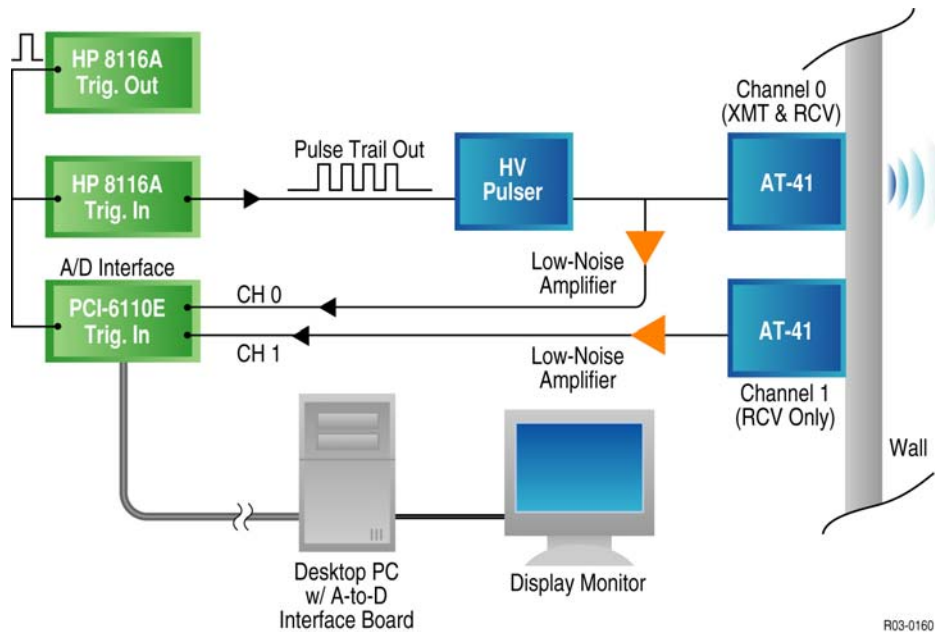 HP 8116A
Trig. Out
Channel 0
(XMT & RCV)
Pulse Trail Out
HP 8116A
Trig. In
HV
Pulser
AT-41
A/D Interface
Low-Noise
Amplifier
PCI-6110E
Trig. In
CH 0
CH 1
AT-41
Low-Noise
Amplifier
Channel 1
(RCV Only)
Wall
Desktop PC
w/ A-to-D
Interface Board
Display Monitor
R03-0160